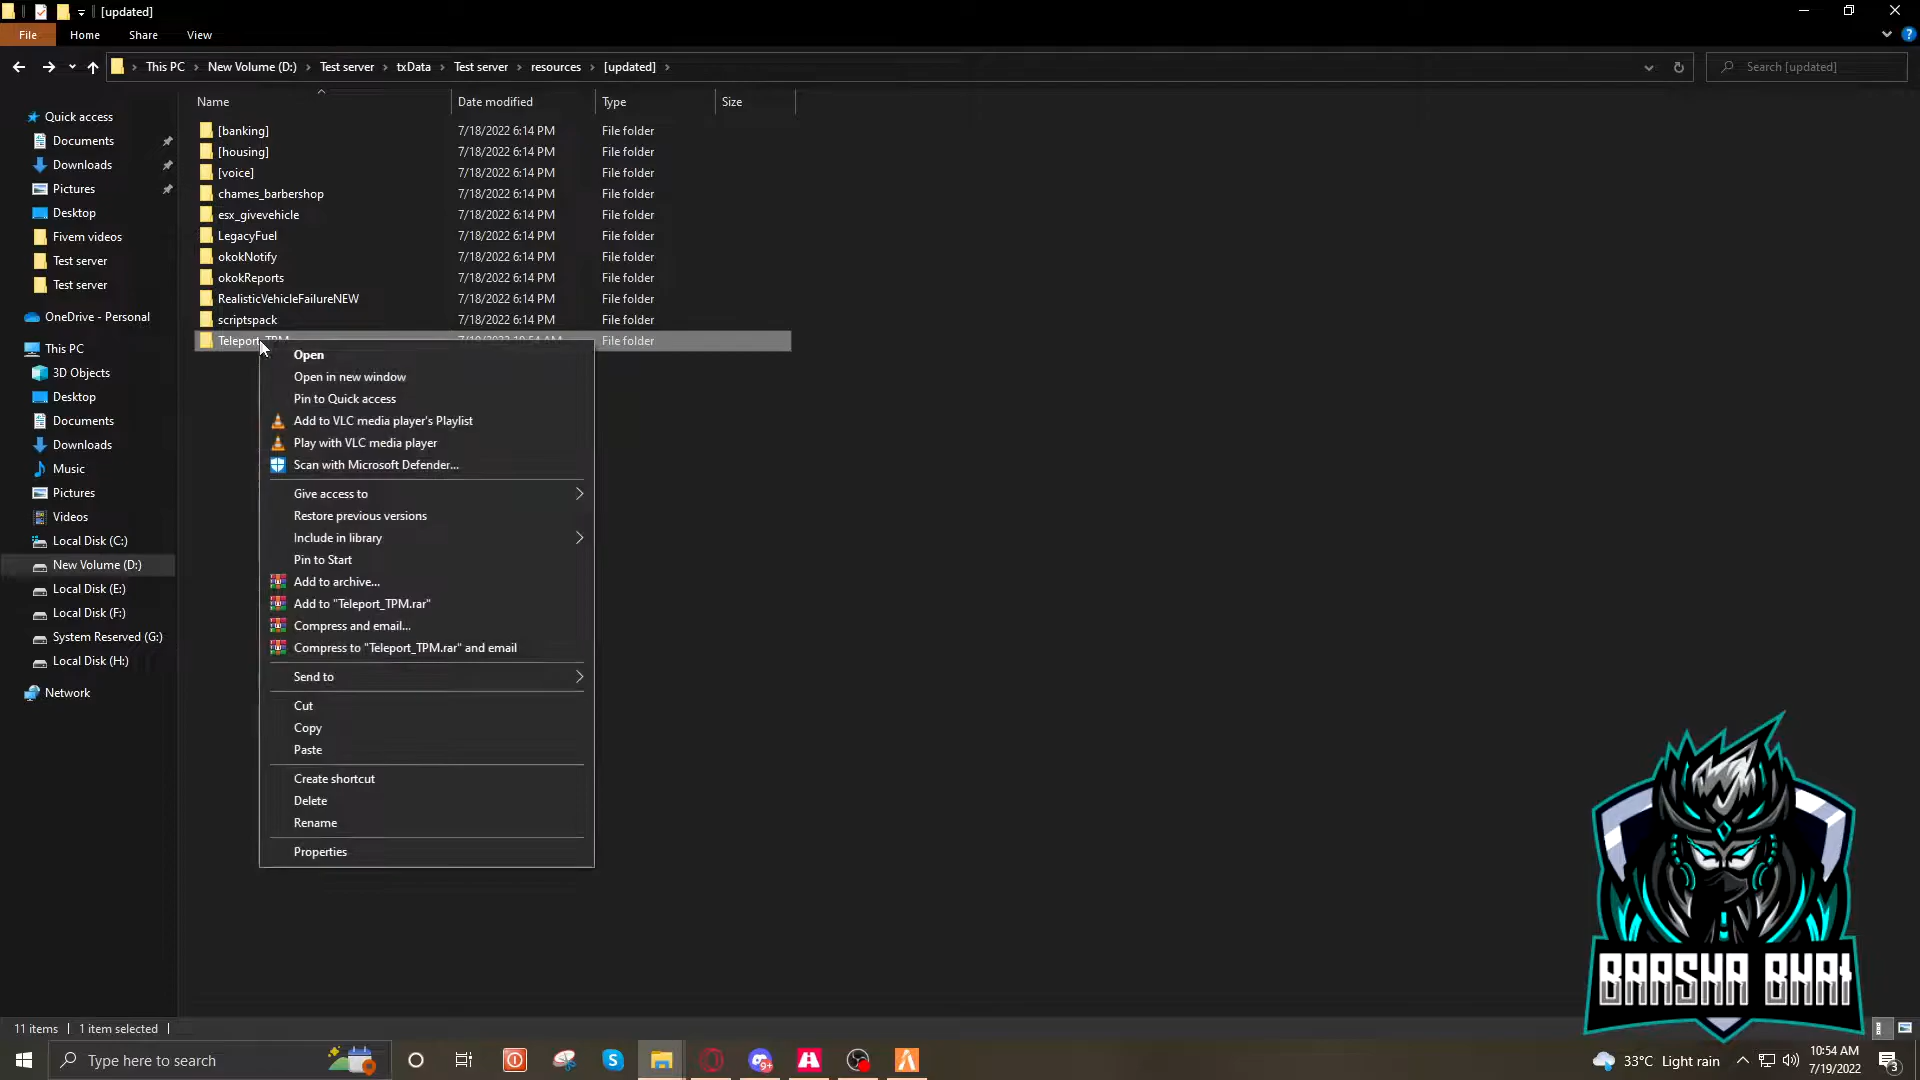 [updated]
File
Home
Share
View
This PC
New Volume (D:)
Test server
txData
Test server
resources
[updated]
Search [updated]
Name
Date modified
Type
Size
Quick access
Documents
Downloads
Pictures
Desktop
Fivem videos
Test server
Test server
OneDrive - Personal
This PC
3D Objects
Desktop
Documents
Downloads
Music
Pictures
Videos
Local Disk (C:)
New Volume (D:)
Local Disk (E:)
Local Disk (F:)
System Reserved (G:)
Local Disk (H:)
Network
[banking] 7/18/2022 6:14 PM File folder
[housing] 7/18/2022 6:14 PM File folder
[voice] 7/18/2022 6:14 PM File folder
chames_barbershop 7/18/2022 6:14 PM File folder
esx_givevehicle 7/18/2022 6:14 PM File folder
LegacyFuel 7/18/2022 6:14 PM File folder
okokNotify 7/18/2022 6:14 PM File folder
okokReports 7/18/2022 6:14 PM File folder
RealisticVehicleFailureNEW 7/18/2022 6:14 PM File folder
scriptspack 7/18/2022 6:14 PM File folder
Teleport_TPM 7/19/2022 10:54 AM File folder
Open
Open in new window
Pin to Quick access
Add to VLC media player's Playlist
Play with VLC media player
Scan with Microsoft Defender...
Give access to
Restore previous versions
Include in library
Pin to Start
Add to archive...
Add to "Teleport_TPM.rar"
Compress and email...
Compress to "Teleport_TPM.rar" and email
Send to
Cut
Copy
Paste
Create shortcut
Delete
Rename
Properties
BAASHA BHAI
11 items
1 item selected
Type here to search
9+
33°C Light rain
10:54 AM
7/19/2022
3